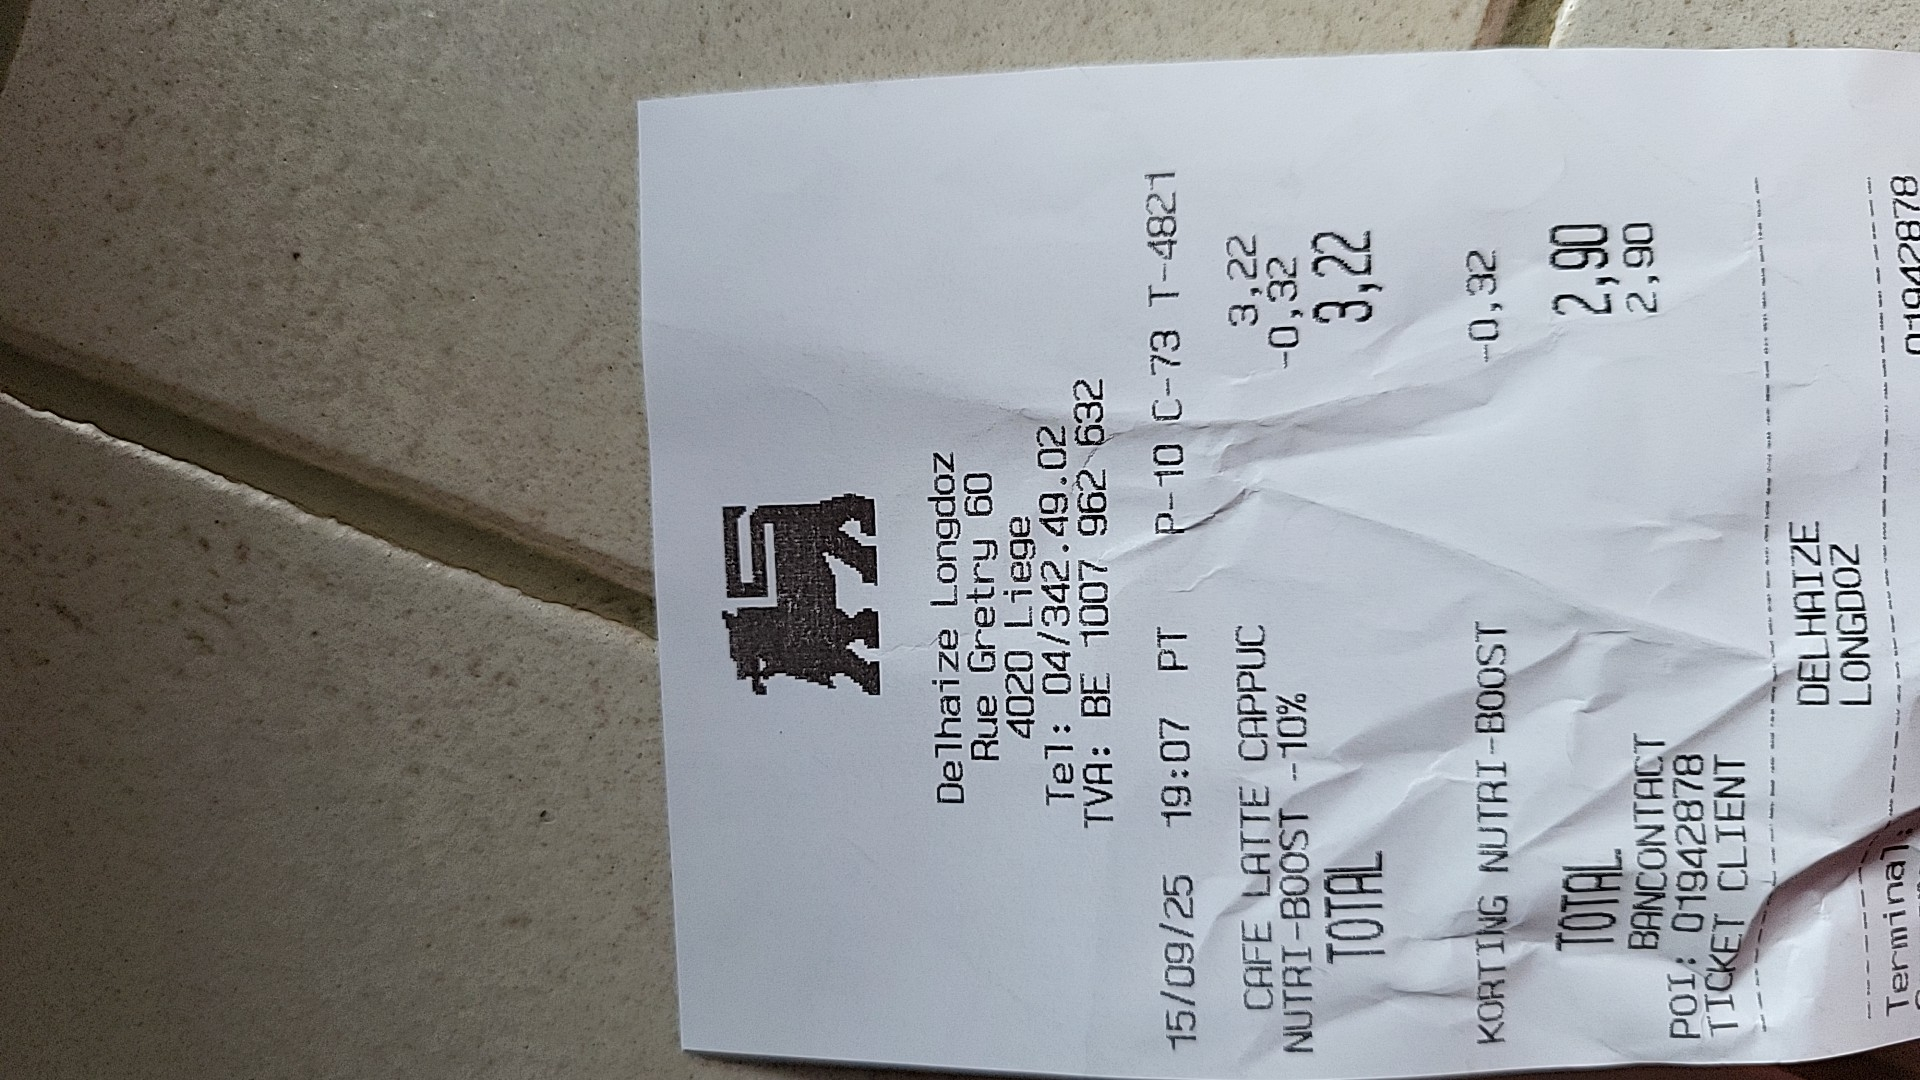 Delhaize Longdoz
Rue Gretry 60
4020 Liege
Tel: 04/342.49.02
TVA: BE 1007 962 632
15/09/25 19:07 PT P-10 C-73 T-4821
CAFE LATTE CAPPUC 3,22
NUTRI-BOOST -10% -0,32
TOTAL 3,22
KORTING NUTRI-BOOST -0,32
TOTAL 2,90
BANCONTACT 2,90
POI: 01942878
TICKET CLIENT
DELHAIZE
LONGDOZ
Terminal: 01942878